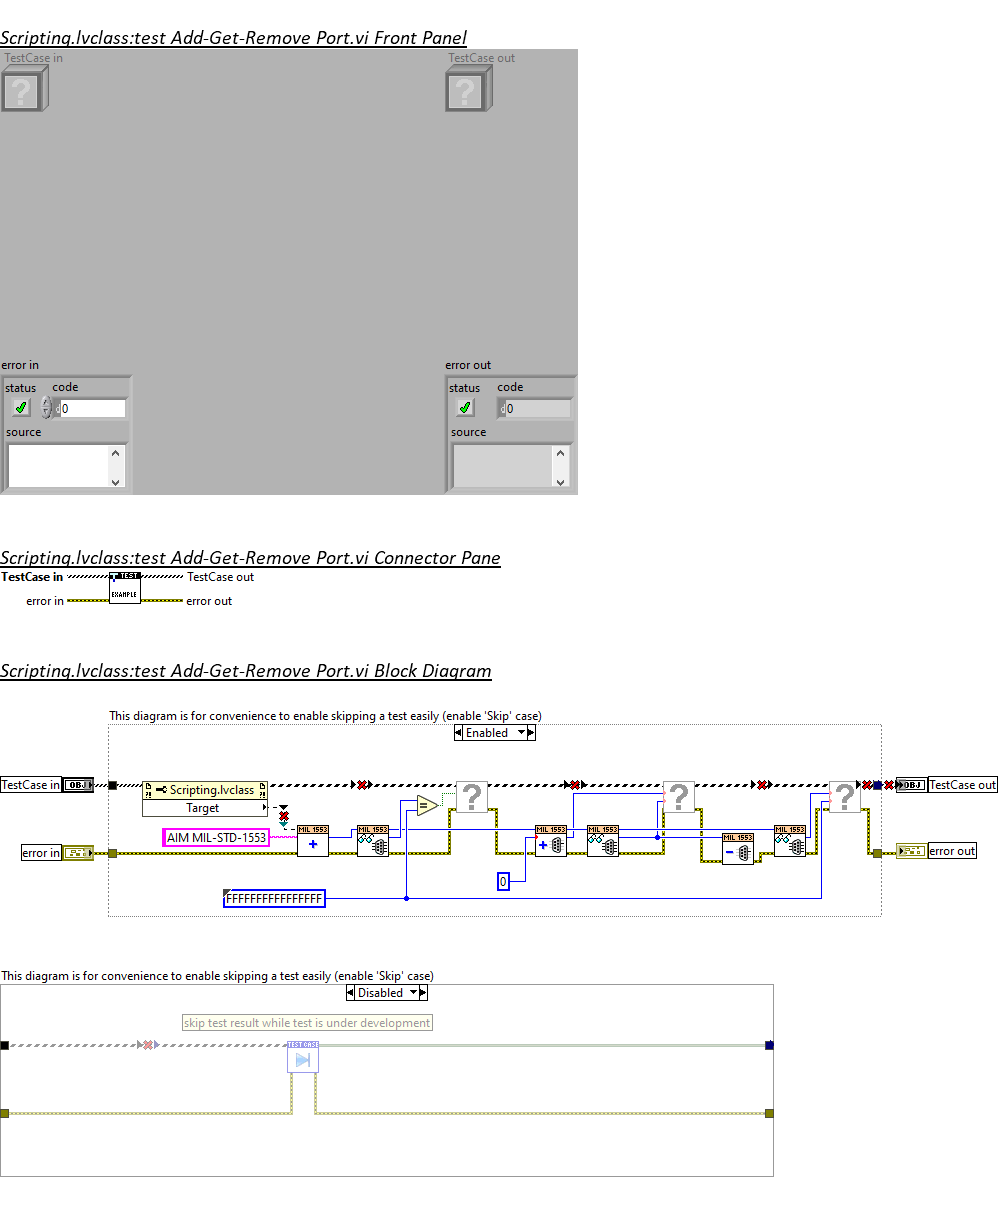 Scripting.lvclass:test Add-Get-Remove Port.vi Front Panel
TestCase in
TestCase out
?
?
error in
error out
status
code
status
code
d
0
d
0
source
source
Scripting.lvclass:test Add-Get-Remove Port.vi Connector Pane
TestCase in
TEST
TestCase out
error in
EXAMPLE
error out
Scripting.lvclass:test Add-Get-Remove Port.vi Block Diagram
This diagram is for convenience to enable skipping a test easily (enable 'Skip' case)
Enabled
TestCase in
OBJ
Scripting.lvclass
Target
?
?
?
OBJ
TestCase out
=
AIM MIL-STD-1553
MIL 1553
+
MIL 1553
MIL 1553
+
MIL 1553
MIL 1553
-
MIL 1553
error in
error out
0
FFFFFFFFFFFFFFFF
This diagram is for convenience to enable skipping a test easily (enable 'Skip' case)
Disabled
skip test result while test is under development
TEST CASE